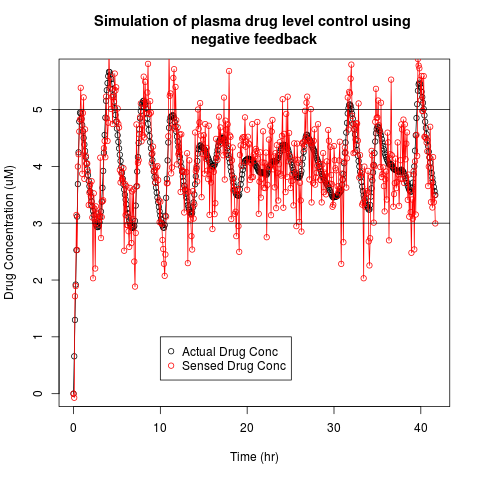 Simulation of plasma drug level control using
negative feedback
Drug Concentration (uM)
5
4
3
2
1
0
Actual Drug Conc
Sensed Drug Conc
0 10 20 30 40
Time (hr)